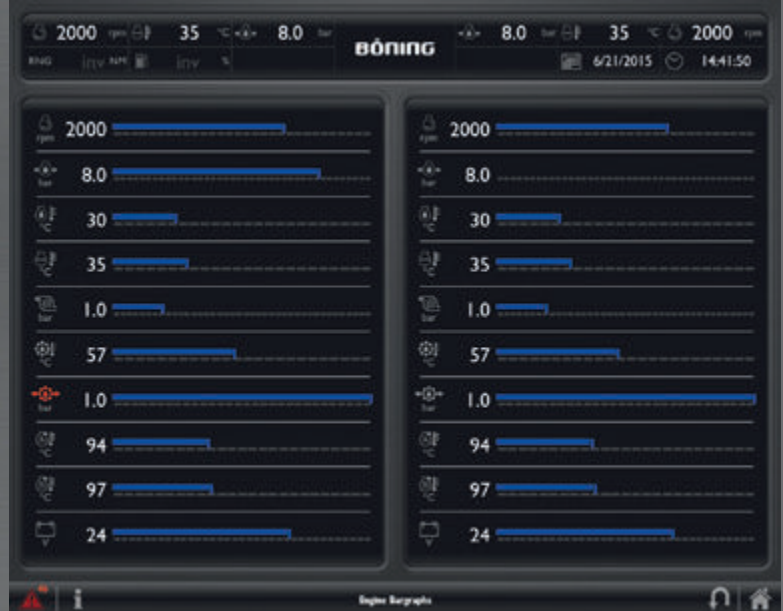 2000 rpm 35 °C 8.0 bar
BÖNING
8.0 bar 35 °C 2000 rpm
RNG inv NM inv %
6/21/2015 14:41:50
rpm 2000
bar 8.0
°C 30
°C 35
bar 1.0
°C 57
bar 1.0
°C 94
°C 97
V 24
rpm 2000
bar 8.0
°C 30
°C 35
bar 1.0
°C 57
bar 1.0
°C 94
°C 97
V 24
i
Engine Bargraphs